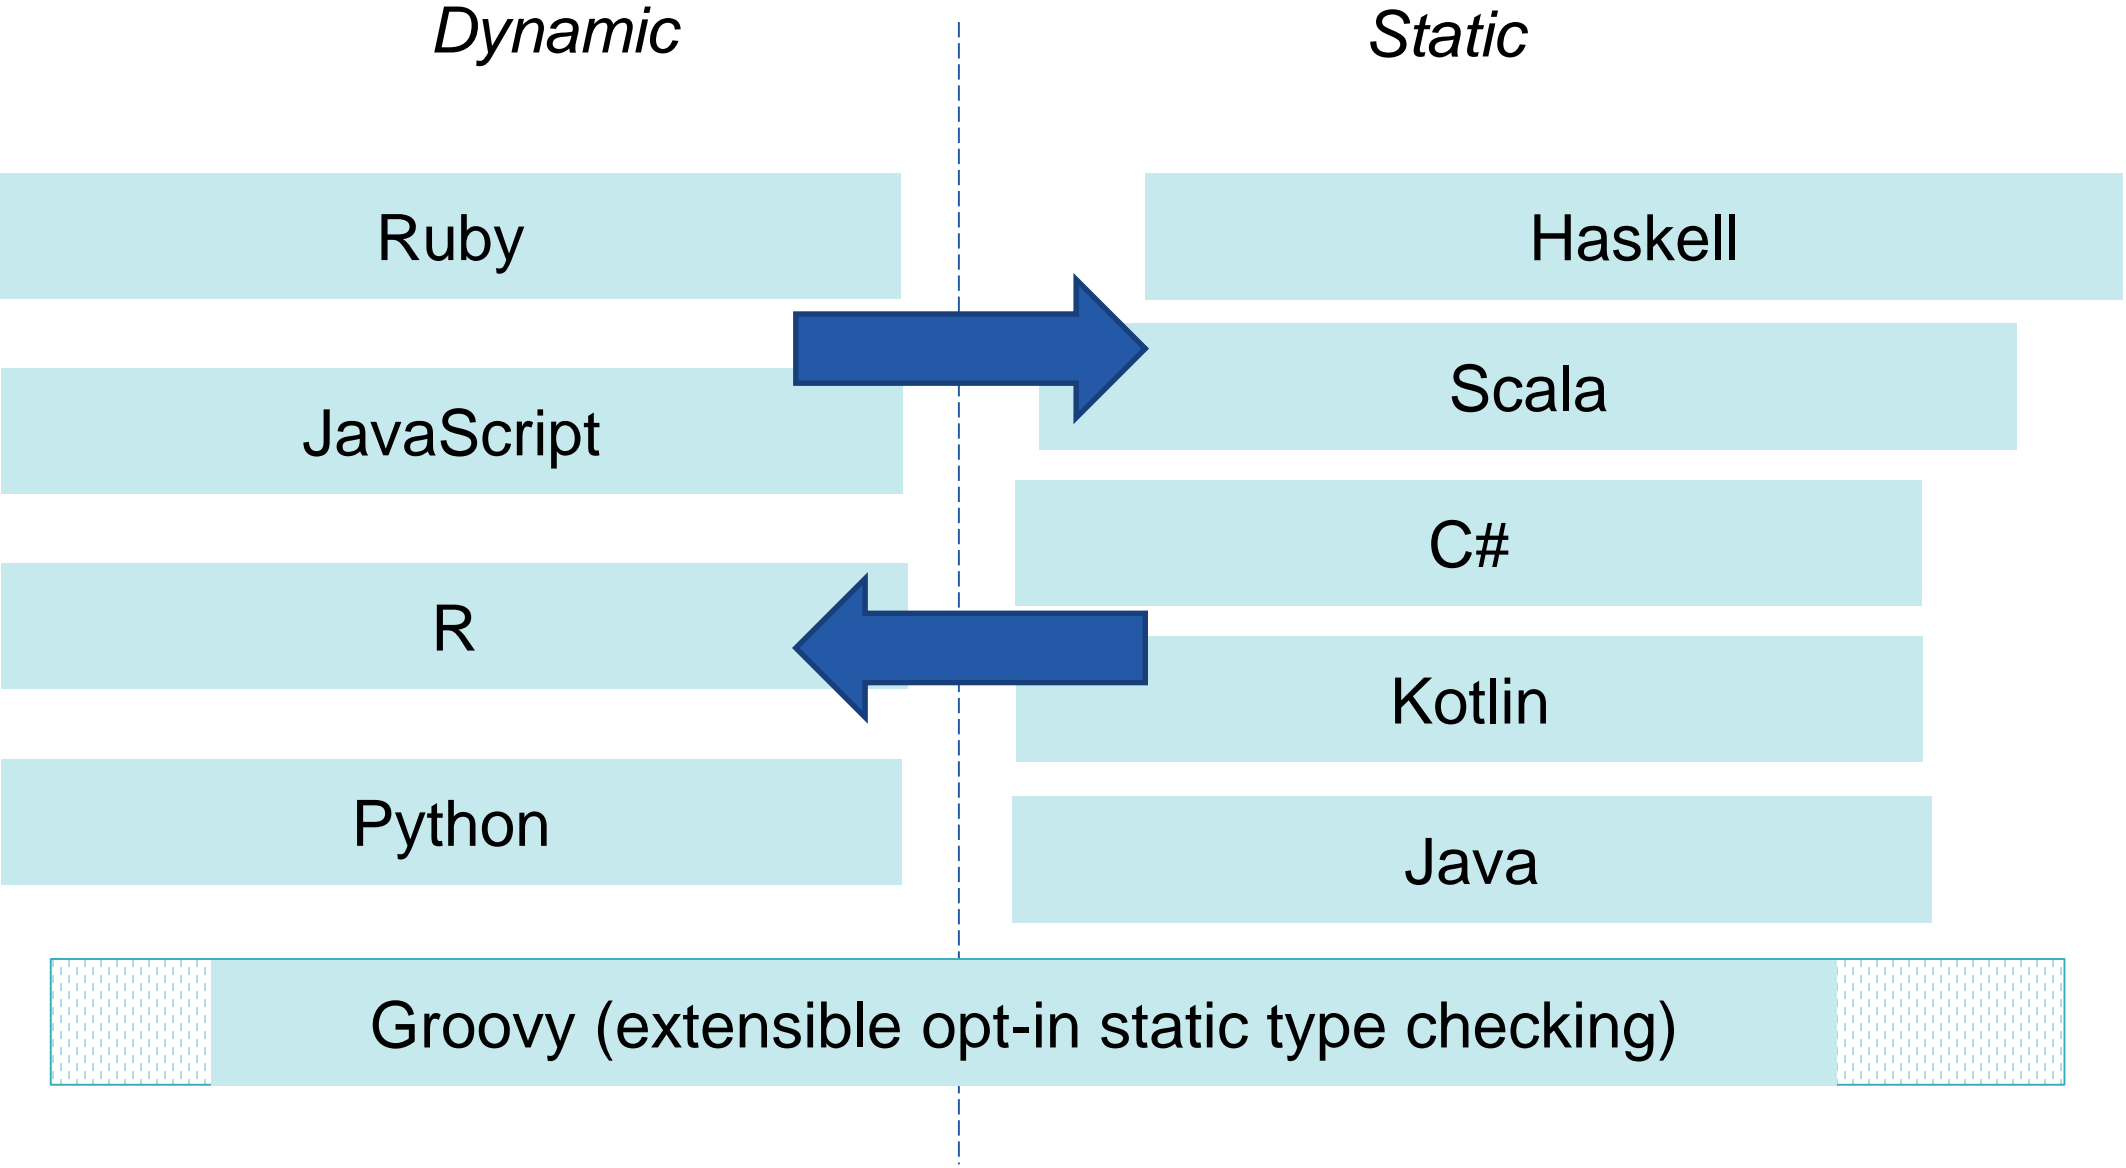 Dynamic
Static
Ruby
JavaScript
R
Python
Haskell
Scala
C#
Kotlin
Java
Groovy (extensible opt-in static type checking)